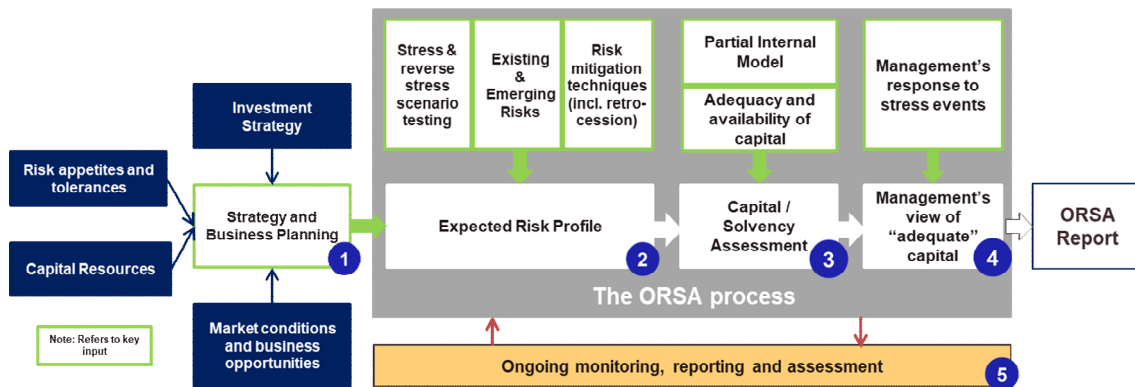 Investment
Strategy
Risk appetites and
tolerances
Capital Resources
Strategy and
Business Planning
1
Market conditions
and business
opportunities
Note: Refers to key
input
Stress &
reverse
stress
scenario
testing
Existing
&
Emerging
Risks
Risk
mitigation
techniques
(incl. retro-
cession)
Partial Internal
Model
Adequacy and
availability of
capital
Management's
response to
stress events
Expected Risk Profile
2
Capital /
Solvency
Assessment
3
Management's
view of
“adequate”
capital
4
The ORSA process
ORSA
Report
Ongoing monitoring, reporting and assessment
5